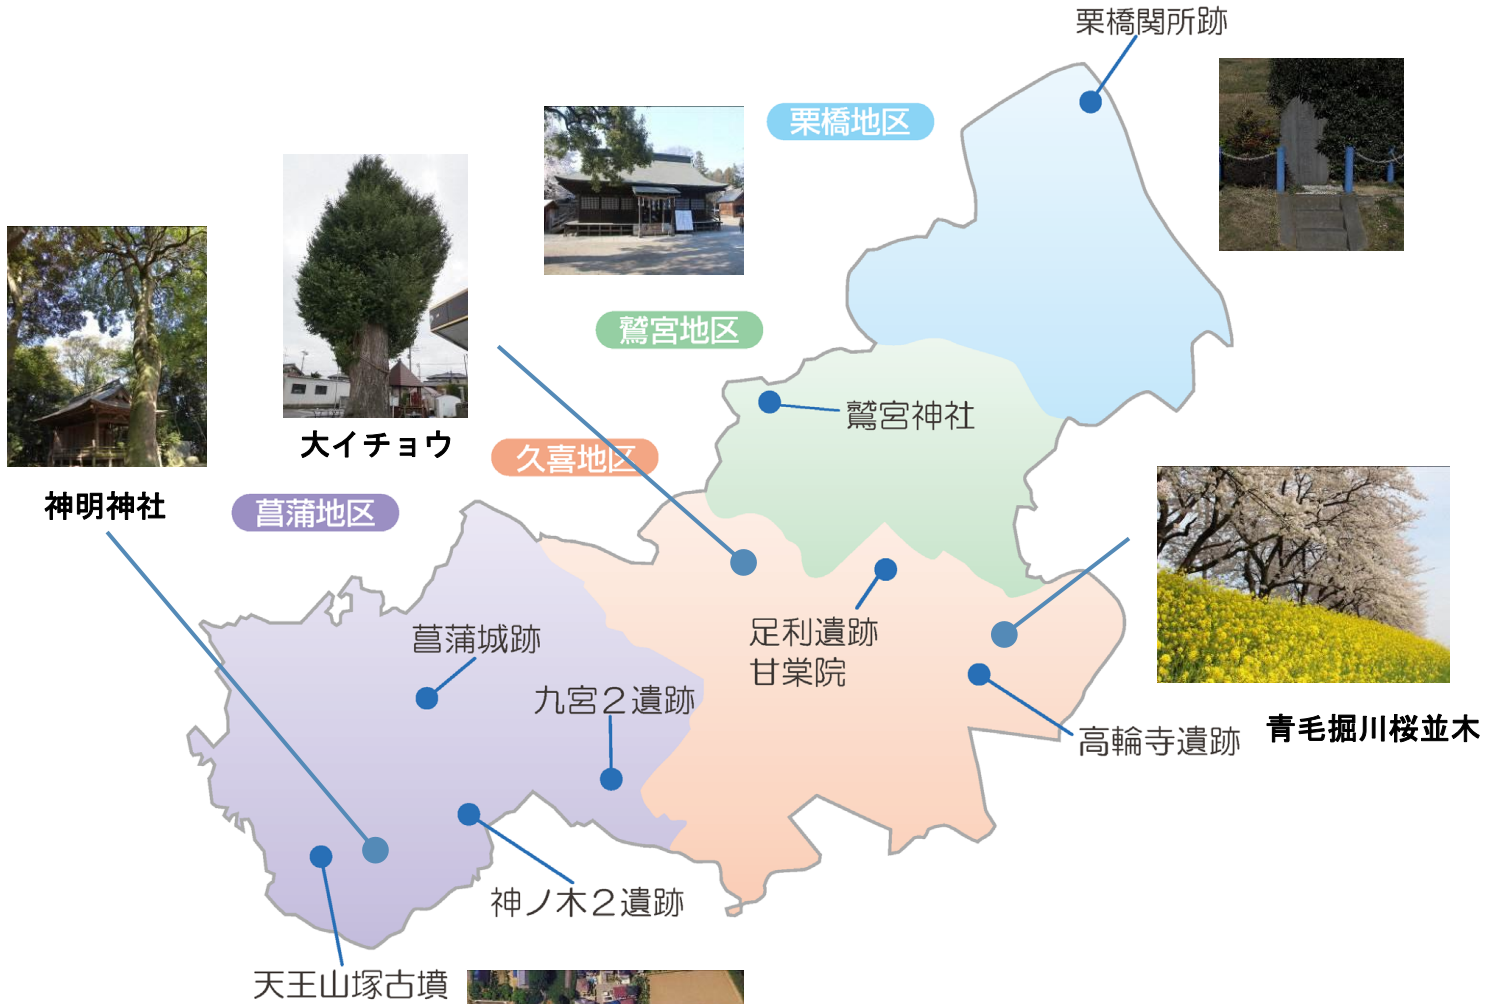 栗橋関所跡
栗橋地区
鷲宮地区
鷲宮神社
大イチョウ
久喜地区
神明神社
菖蒲地区
菖蒲城跡
足利遺跡
甘棠院
九宮２遺跡
高輪寺遺跡
青毛掘川桜並木
神ノ木２遺跡
天王山塚古墳